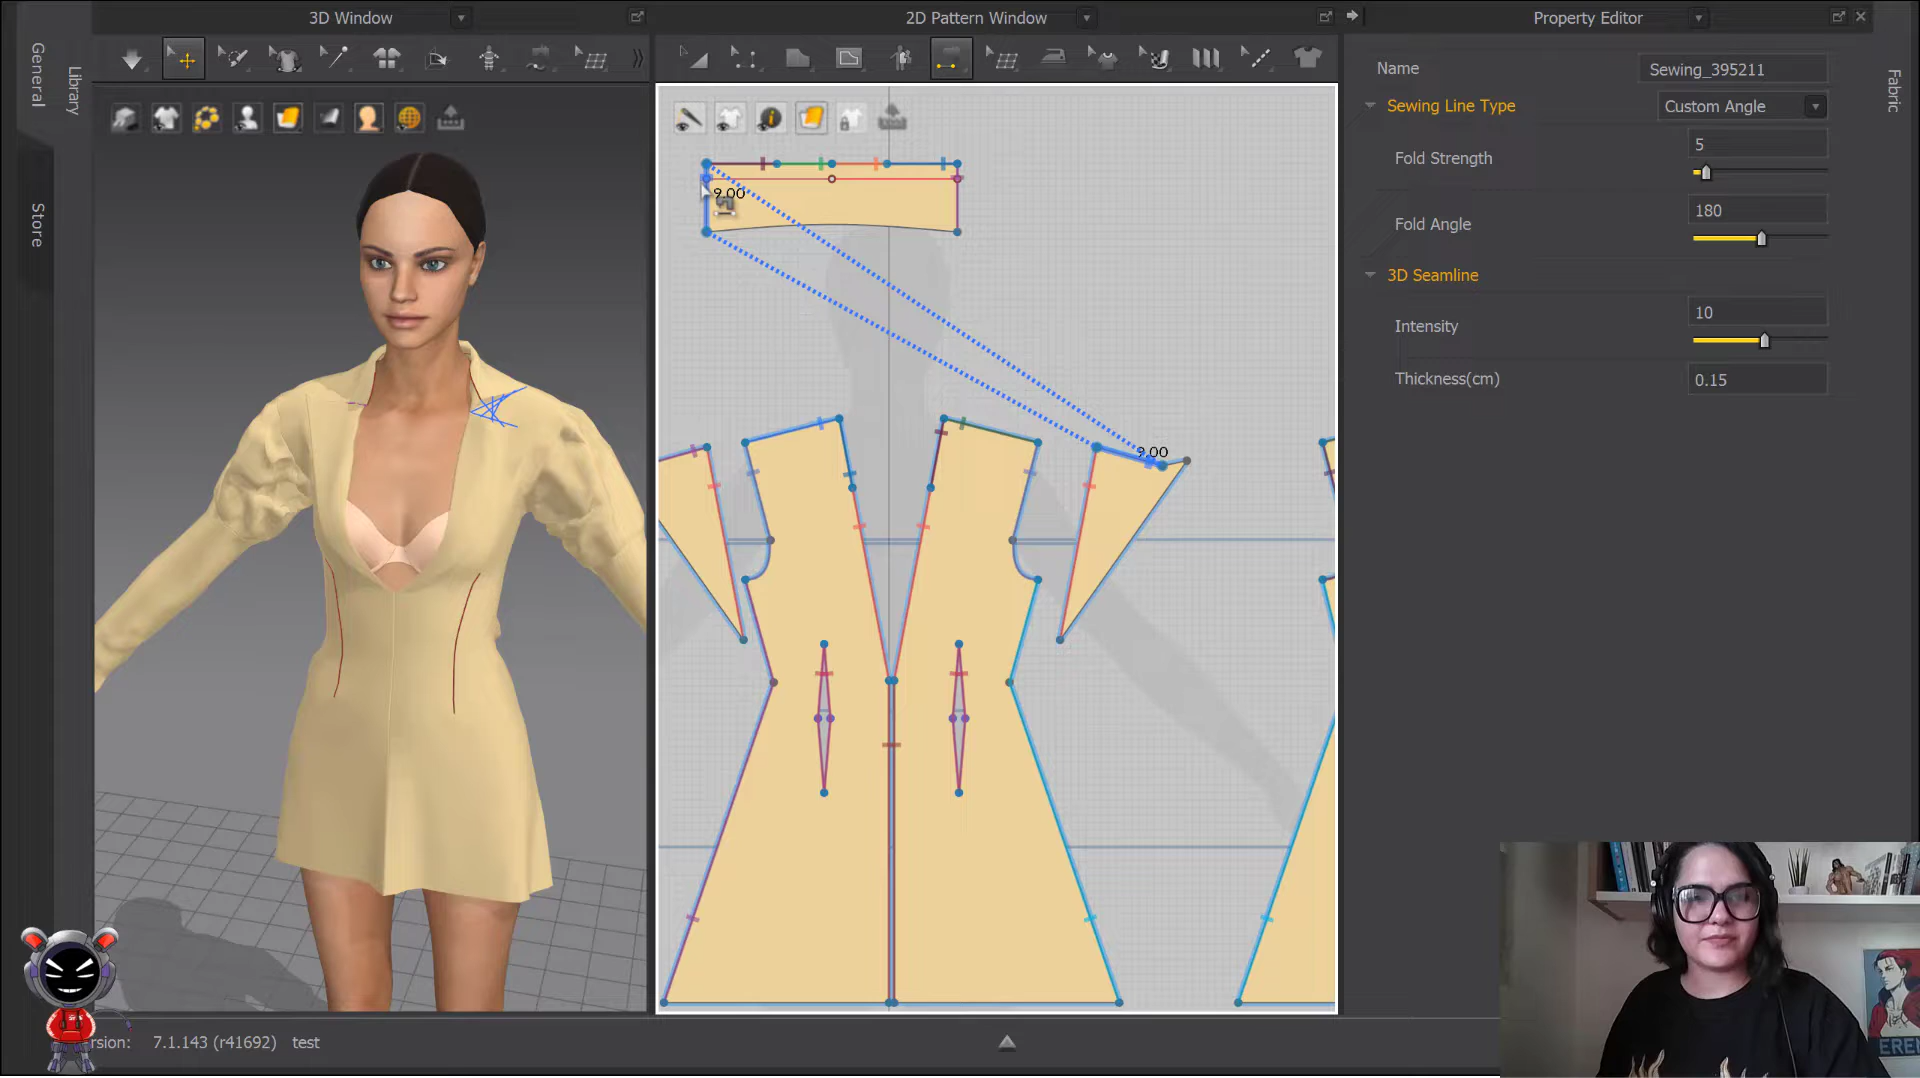 3D Window
2D Pattern Window
Property Editor
General
Library
Store
Fabric
Name
Sewing_395211
Sewing Line Type
Custom Angle
Fold Strength
5
Fold Angle
180
3D Seamline
Intensity
10
Thickness(cm)
0.15
9.00
9.00
rsion: 7.1.143 (r41692) test
EREN